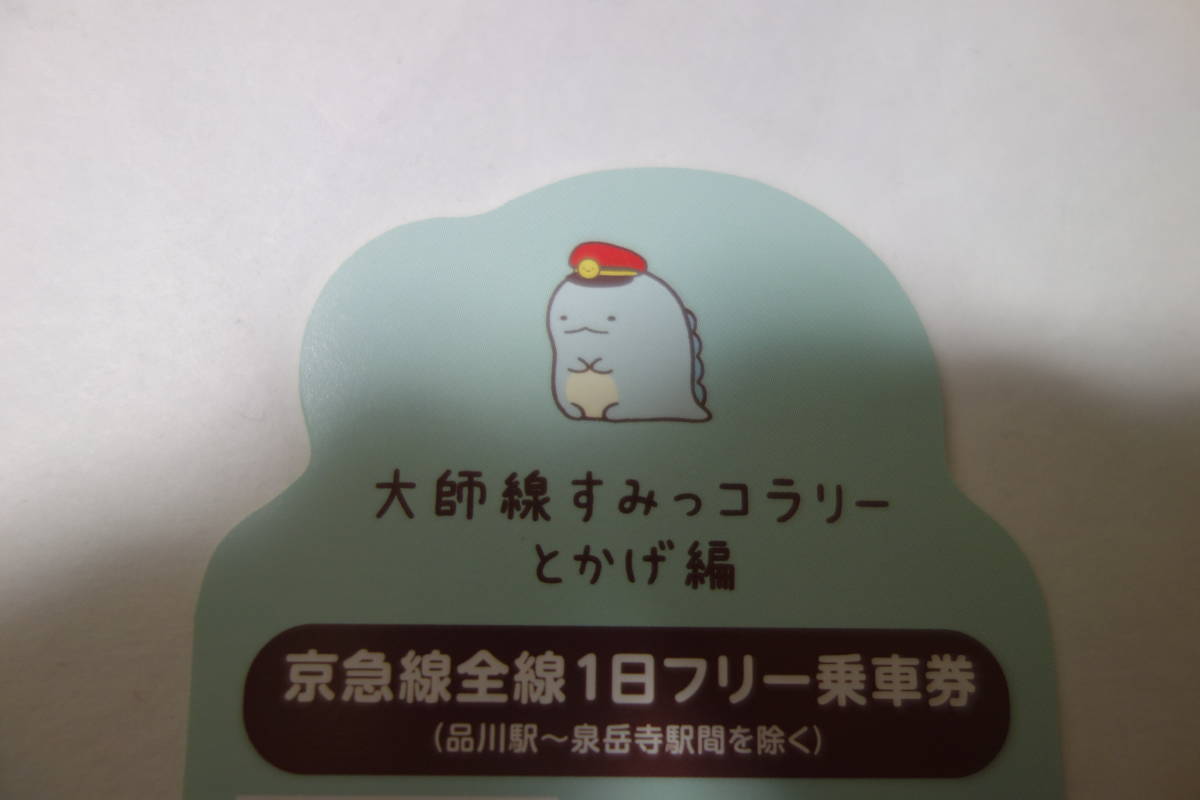 大師線すみっコラリー
とかげ編
京急線全線1日フリー乗車券
(品川駅～泉岳寺駅間を除く)